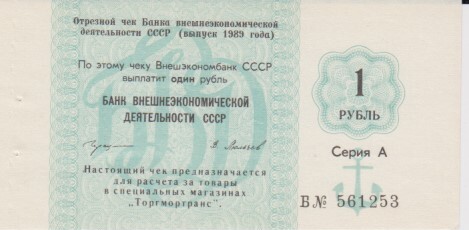 Отрезной чек Банка внешнеэкономической
деятельности СССР (выпуск 1989 года)
По этому чеку Внешэкономбанк СССР
выплатит один рубль
БАНК ВНЕШНЕЭКОНОМИЧЕСКОЙ
ДЕЯТЕЛЬНОСТИ СССР
Настоящий чек предназначается
для расчета за товары
в специальных магазинах
„Торгмортранс".
1
РУБЛЬ
Серия А
Б№ 561253